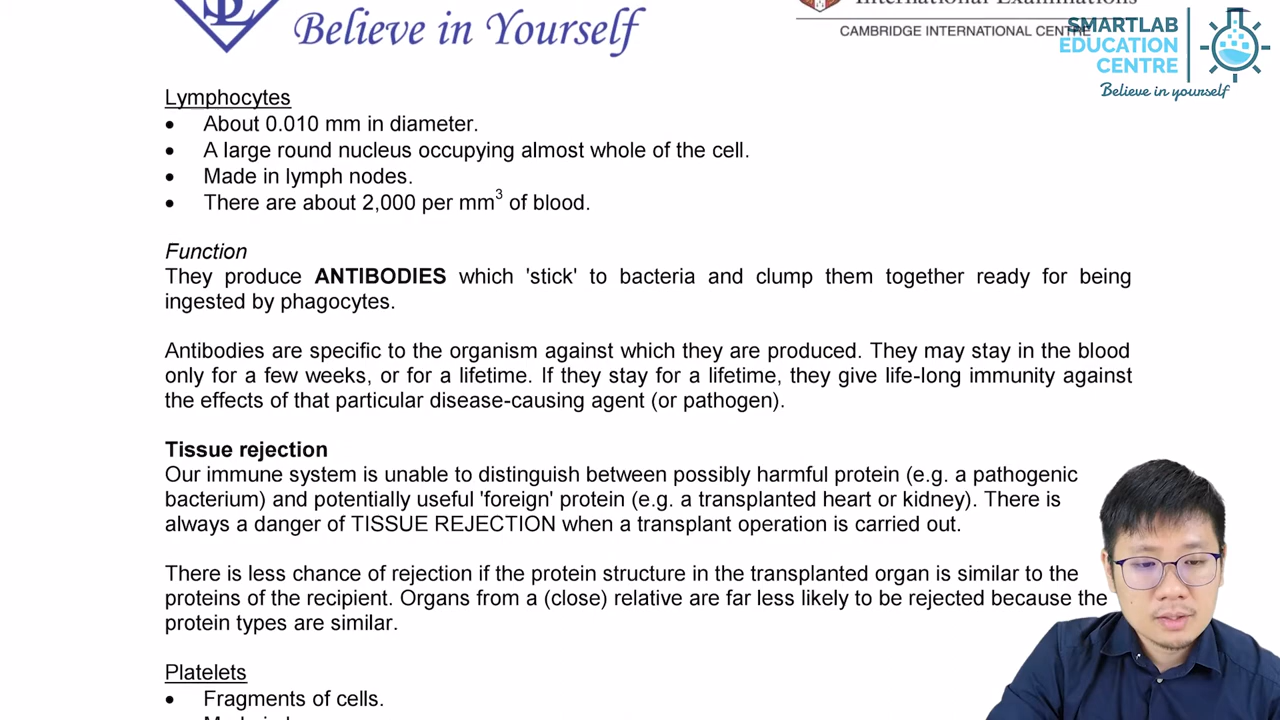 SL
Believe in Yourself
International Examinations
CAMBRIDGE INTERNATIONAL CENTRE
SMARTLAB
EDUCATION
CENTRE
Believe in yourself
Lymphocytes
• About 0.010 mm in diameter.
• A large round nucleus occupying almost whole of the cell.
• Made in lymph nodes.
• There are about 2,000 per mm³ of blood.
Function
They produce ANTIBODIES which 'stick' to bacteria and clump them together ready for being
ingested by phagocytes.
Antibodies are specific to the organism against which they are produced. They may stay in the blood
only for a few weeks, or for a lifetime. If they stay for a lifetime, they give life-long immunity against
the effects of that particular disease-causing agent (or pathogen).
Tissue rejection
Our immune system is unable to distinguish between possibly harmful protein (e.g. a pathogenic
bacterium) and potentially useful 'foreign' protein (e.g. a transplanted heart or kidney). There is
always a danger of TISSUE REJECTION when a transplant operation is carried out.
There is less chance of rejection if the protein structure in the transplanted organ is similar to the
proteins of the recipient. Organs from a (close) relative are far less likely to be rejected because the
protein types are similar.
Platelets
• Fragments of cells.